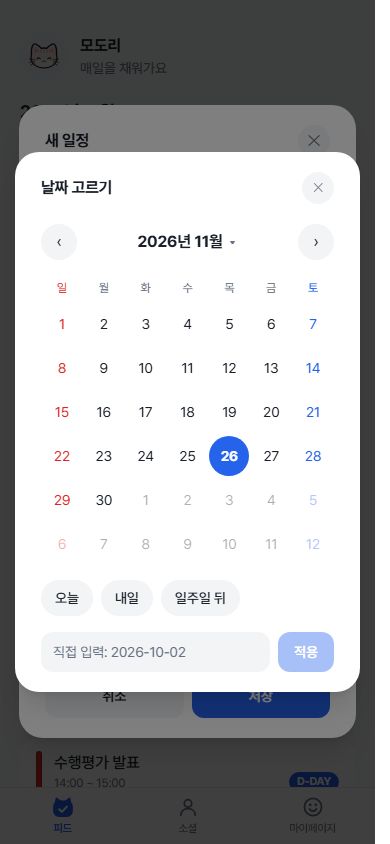 모도리
매일을 채워가요
새 일정
날짜 고르기
‹ 2026년 11월 ›
일 월 화 수 목 금 토
1 2 3 4 5 6 7
8 9 10 11 12 13 14
15 16 17 18 19 20 21
22 23 24 25 26 27 28
29 30 1 2 3 4 5
6 7 8 9 10 11 12
오늘 내일 일주일 뒤
직접 입력: 2026-10-02 적용
취소 저장
수행평가 발표
14:00 – 15:00 D-DAY
피드 소셜 마이페이지